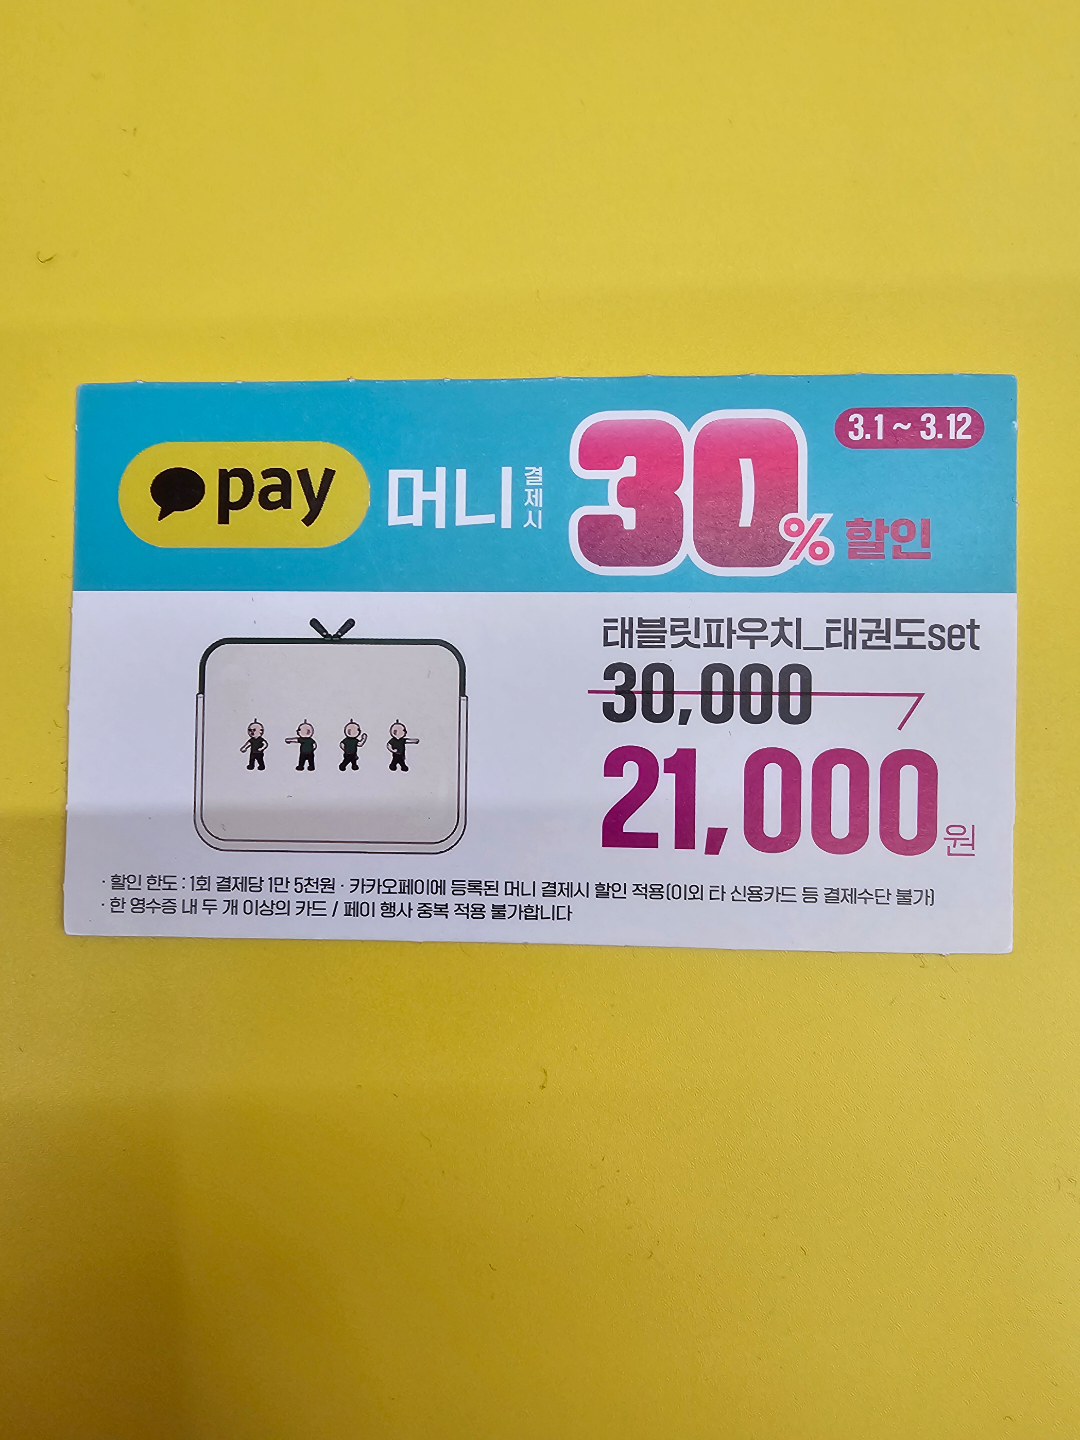 pay 머니 결제시 30% 할인
3.1 ~ 3.12
태블릿파우치_태권도set
30,000
21,000원
· 할인 한도 : 1회 결제당 1만 5천원 · 카카오페이에 등록된 머니 결제시 할인 적용(이외 타 신용카드 등 결제수단 불가)
· 한 영수증 내 두 개 이상의 카드 / 페이 행사 중복 적용 불가합니다